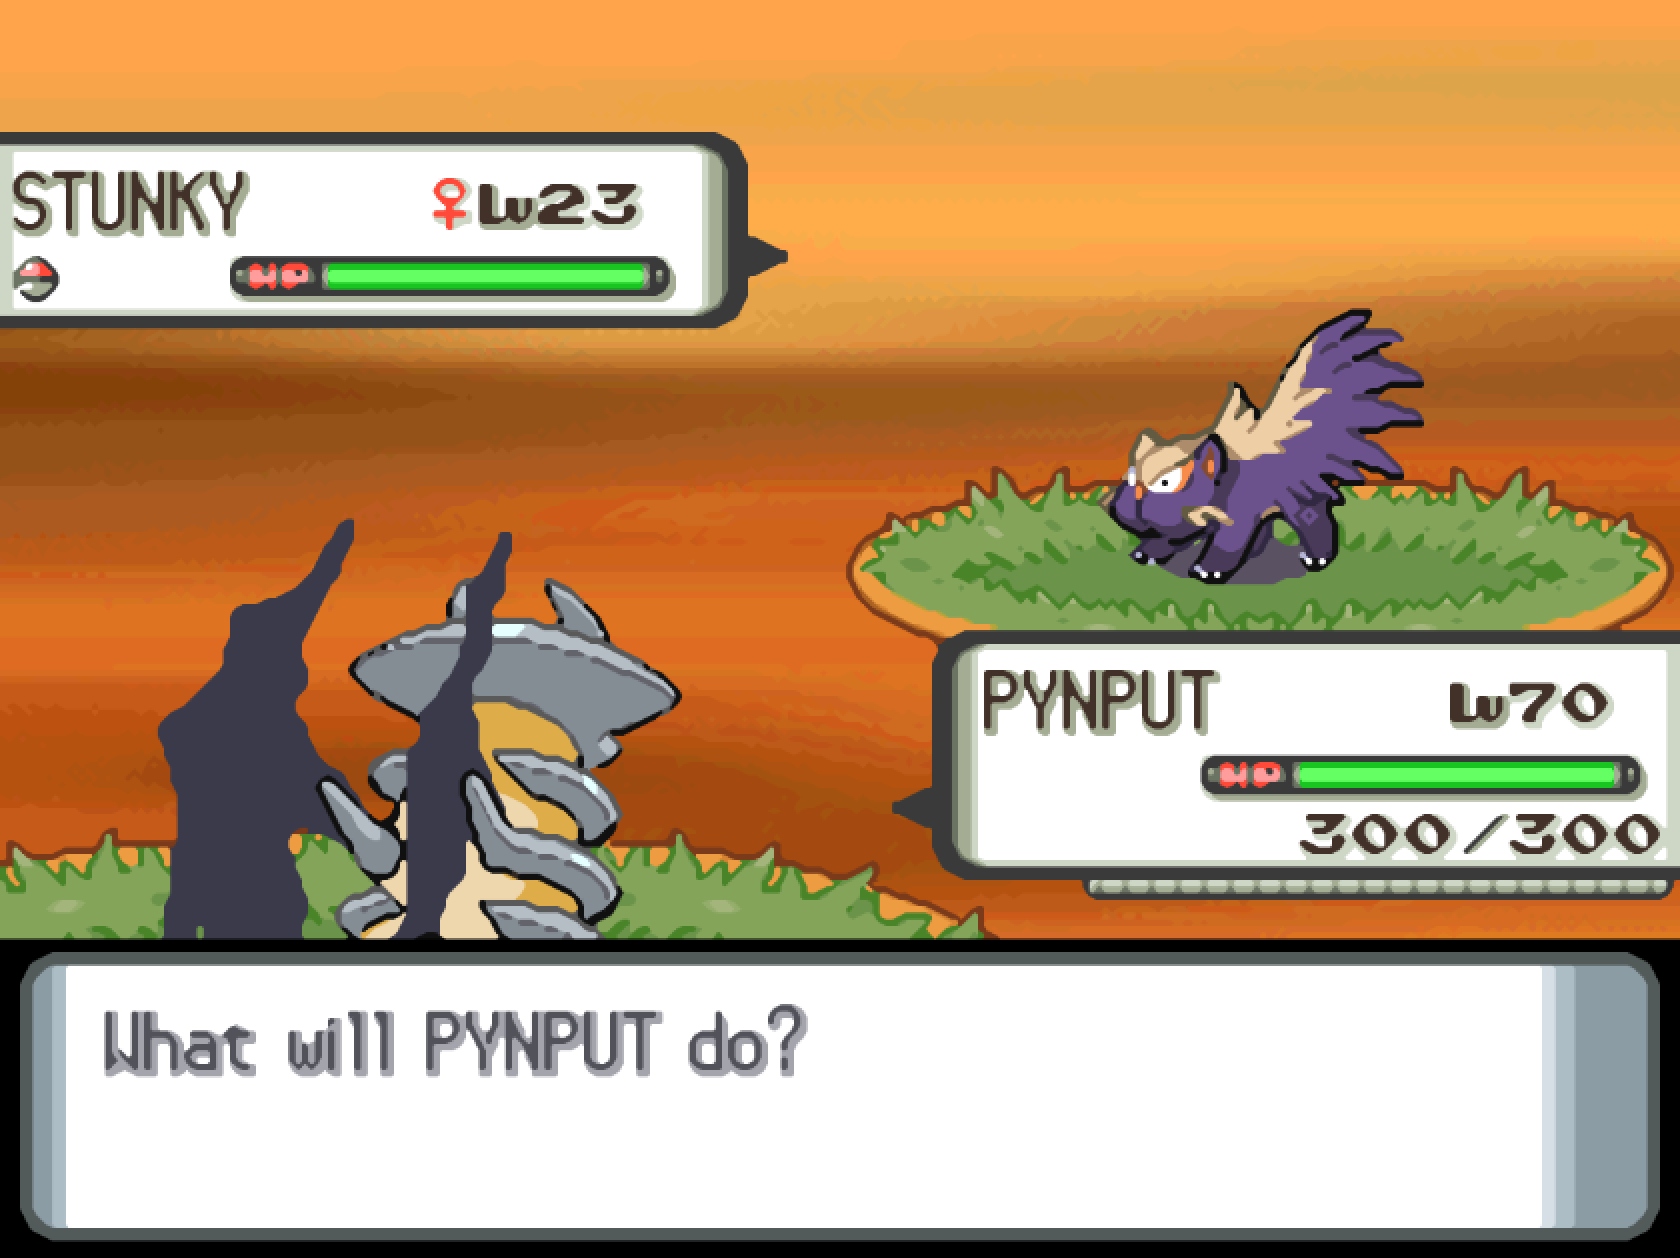 STUNKY ♀Lv23
HP
PYNPUT Lv70
HP
300/300
What will PYNPUT do?